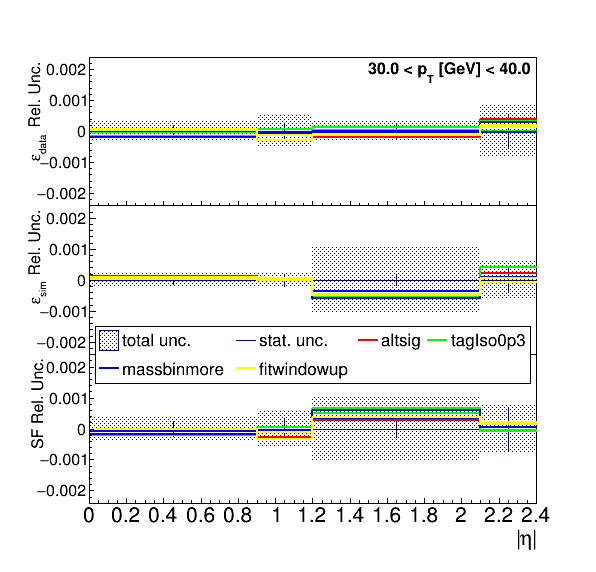 30.0 < p_T [GeV] < 40.0
ε_data Rel. Unc.
0.002
0.001
0
−0.001
−0.002
ε_sim Rel. Unc.
0.002
0.001
0
−0.001
−0.002
total unc. stat. unc. altsig tagIso0p3
massbinmore fitwindowup
SF Rel. Unc.
0.002
0.001
0
−0.001
−0.002
0 0.2 0.4 0.6 0.8 1 1.2 1.4 1.6 1.8 2 2.2 2.4
|η|